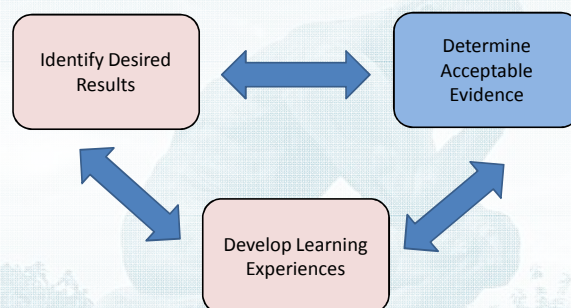 Identify Desired
Results
Determine
Acceptable
Evidence
Develop Learning
Experiences